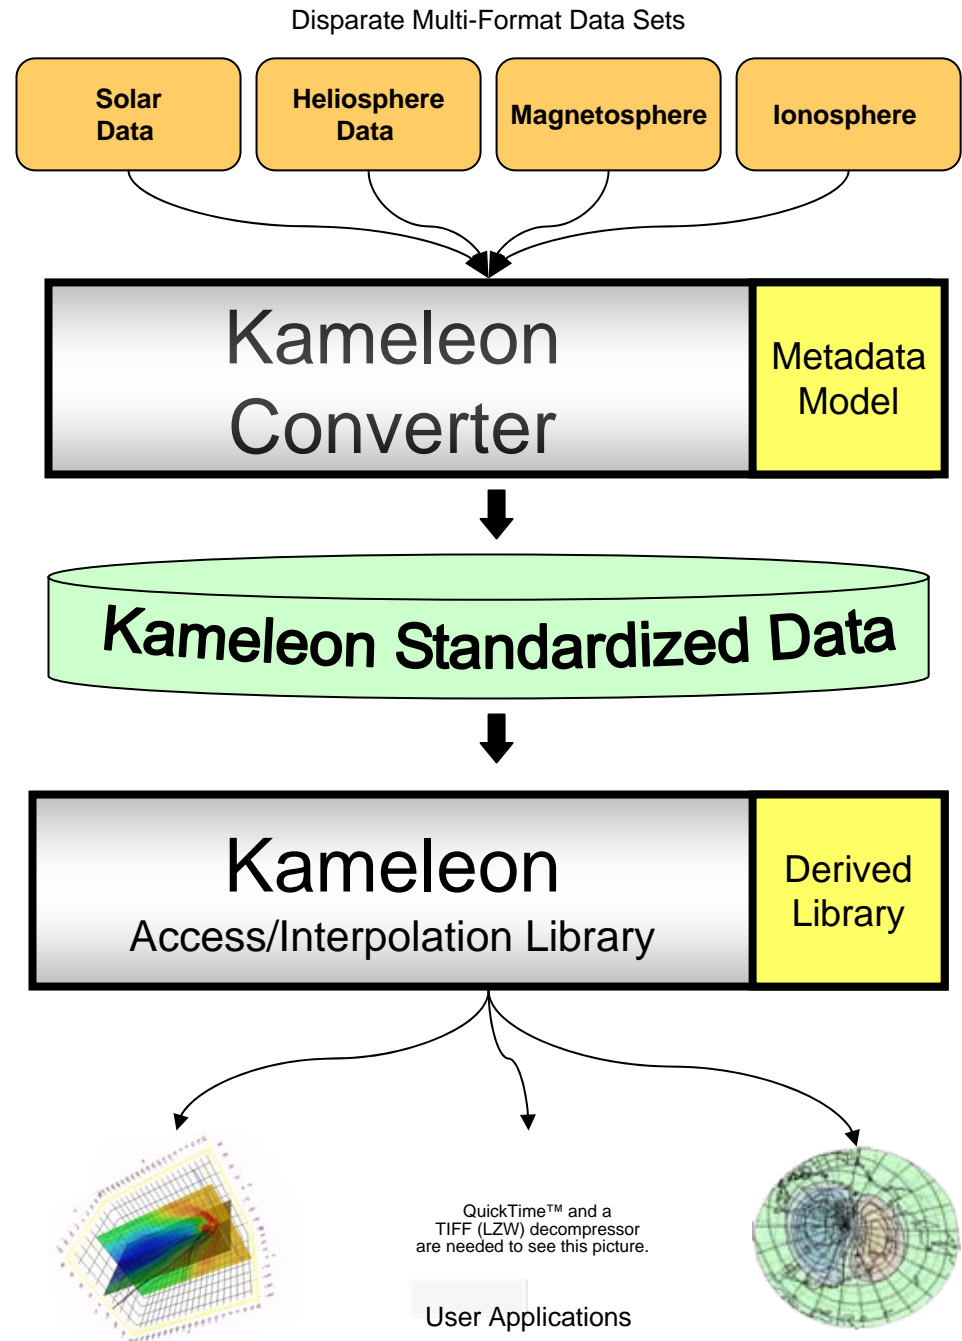 Disparate Multi-Format Data Sets
Solar
Data
Heliosphere
Data
Magnetosphere
Ionosphere
Kameleon
Converter
Metadata
Model
Kameleon Standardized Data
Kameleon
Access/Interpolation Library
Derived
Library
QuickTime™ and a
TIFF (LZW) decompressor
are needed to see this picture.
User Applications